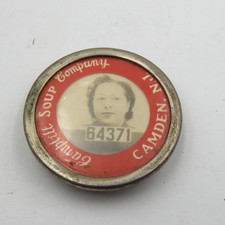 Campbell SOUP Company
CAMDEN, N.J.
64371